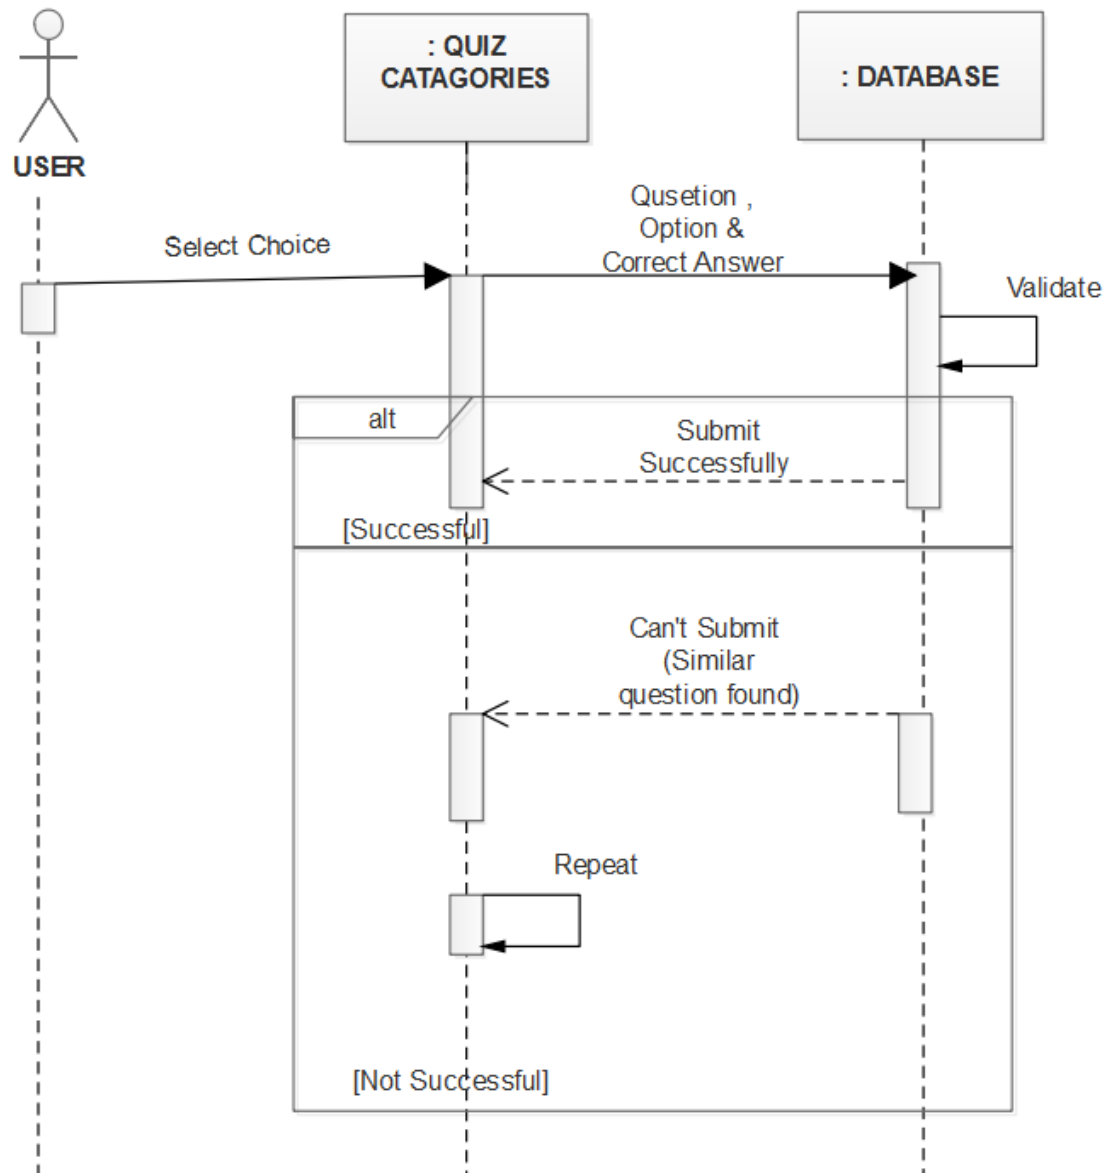 : QUIZ
CATAGORIES
: DATABASE
USER
Select Choice
Qusetion ,
Option &
Correct Answer
Validate
alt
Submit
Successfully
[Successful]
Can't Submit
(Similar
question found)
Repeat
[Not Successful]